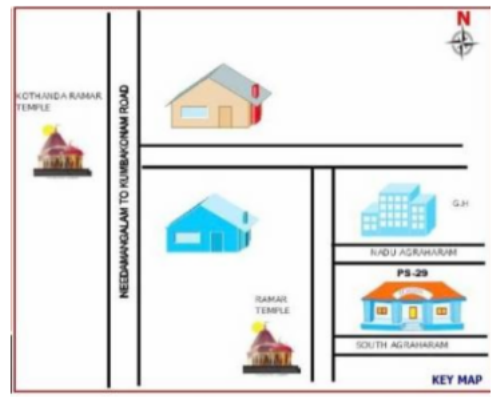 N
KOTHANDA RAMAR
TEMPLE
NEEDAMANGALAM TO KUMBAKONAM ROAD
G.H
NADU AGRAHARAM
PS-29
RAMAR
TEMPLE
SOUTH AGRAHARAM
KEY MAP